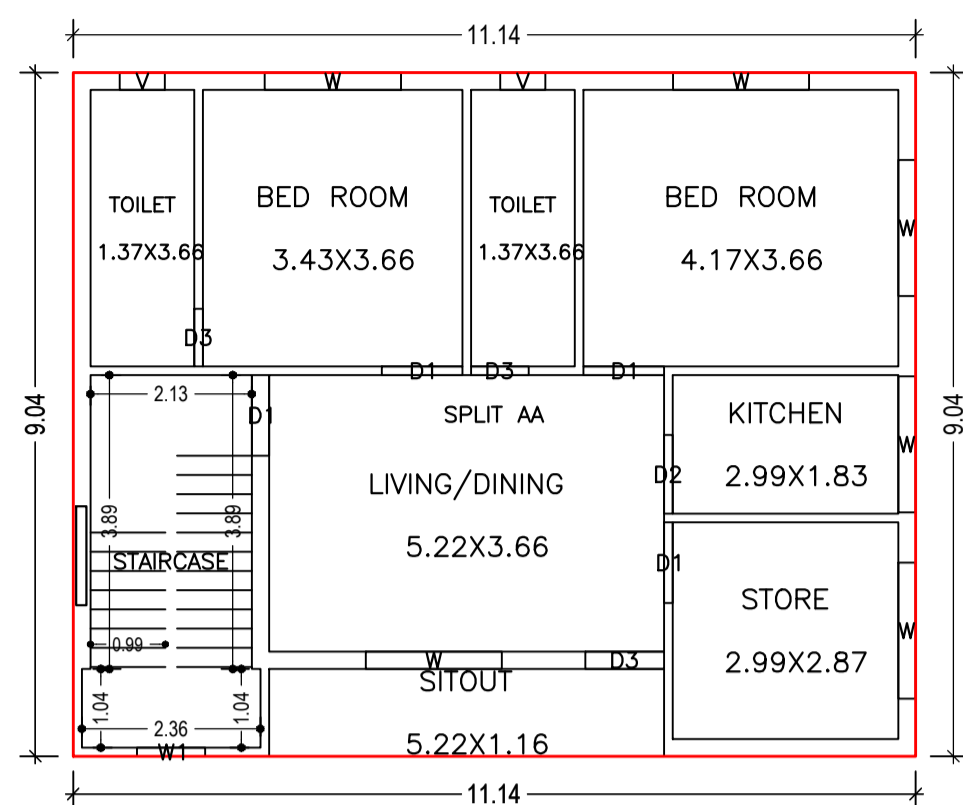 11.14
V
W
V
W
TOILET
1.37X3.66
BED ROOM
3.43X3.66
TOILET
1.37X3.66
BED ROOM
4.17X3.66
W
D3
D1
D3
D1
9.04
9.04
2.13
D1
SPLIT AA
KITCHEN
2.99X1.83
W
LIVING/DINING
5.22X3.66
D2
3.89
3.89
STAIRCASE
D1
STORE
2.99X2.87
W
0.99
W
D3
SITOUT
5.22X1.16
1.04
1.04
2.36
W1
11.14